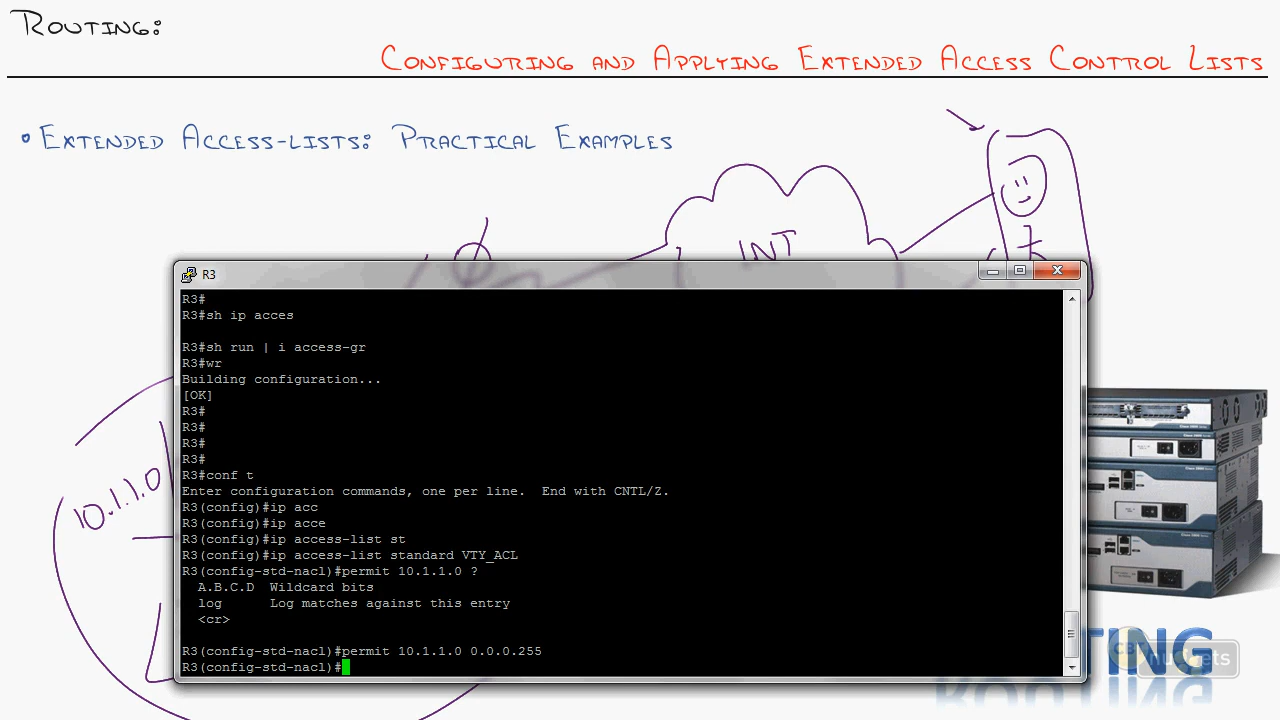 Routing:
Configuring and Applying Extended Access Control Lists
• Extended Access-lists: Practical Examples
INT
R3
R3#
R3#sh ip acces
R3#sh run | i access-gr
R3#wr
Building configuration...
[OK]
R3#
R3#
R3#
R3#
R3#conf t
Enter configuration commands, one per line.  End with CNTL/Z.
R3(config)#ip acc
R3(config)#ip acce
R3(config)#ip access-list st
R3(config)#ip access-list standard VTY_ACL
R3(config-std-nacl)#permit 10.1.1.0 ?
  A.B.C.D  Wildcard bits
  log      Log matches against this entry
  <cr>
R3(config-std-nacl)#permit 10.1.1.0 0.0.0.255
R3(config-std-nacl)#
10.1.1.0
TING
CBT nuggets